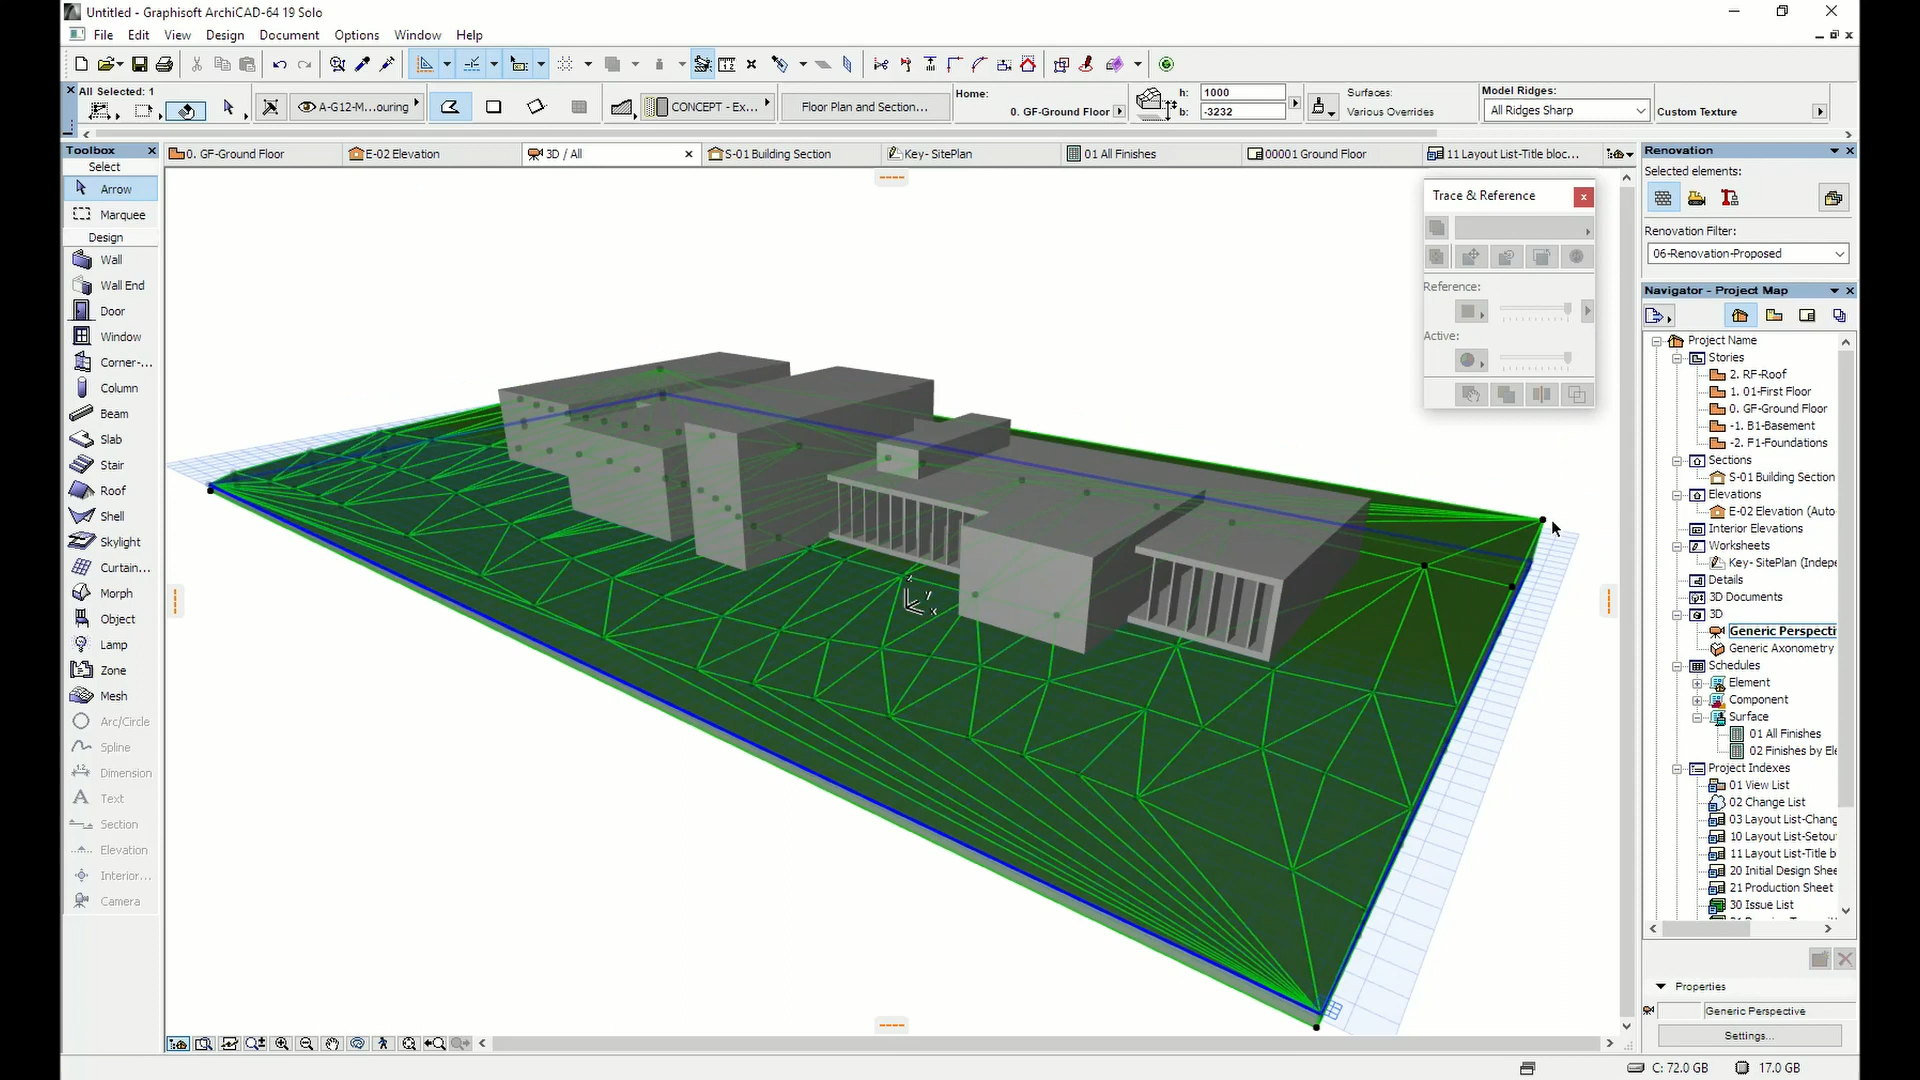 Untitled - Graphisoft ArchiCAD-64 19 Solo
File Edit View Design Document Options Window Help
All Selected: 1
A-G12-M...ouring
CONCEPT - Ex...
Floor Plan and Section...
Home:
0. GF-Ground Floor
h: 1000
b: -3232
Surfaces:
Various Overrides
Model Ridges:
All Ridges Sharp
Custom Texture
Toolbox
Select
Arrow
Marquee
Design
Wall
Wall End
Door
Window
Corner-...
Column
Beam
Slab
Stair
Roof
Shell
Skylight
Curtain...
Morph
Object
Lamp
Zone
Mesh
Arc/Circle
Spline
Dimension
Text
Section
Elevation
Interior...
Camera
0. GF-Ground Floor
E-02 Elevation
3D / All
S-01 Building Section
Key- SitePlan
01 All Finishes
00001 Ground Floor
11 Layout List-Title bloc...
Trace & Reference
Reference:
Active:
Y
X
Renovation
Selected elements:
Renovation Filter:
06-Renovation-Proposed
Navigator - Project Map
Project Name
Stories
2. RF-Roof
1. 01-First Floor
0. GF-Ground Floor
-1. B1-Basement
-2. F1-Foundations
Sections
S-01 Building Section
Elevations
E-02 Elevation (Auto
Interior Elevations
Worksheets
Key- SitePlan (Indepe
Details
3D Documents
3D
Generic Perspecti
Generic Axonometry
Schedules
Element
Component
Surface
01 All Finishes
02 Finishes by Ele
Project Indexes
01 View List
02 Change List
03 Layout List-Chang
10 Layout List-Setou
11 Layout List-Title b
20 Initial Design Shee
21 Production Sheet
30 Issue List
Properties
Generic Perspective
Settings...
C: 72.0 GB
17.0 GB